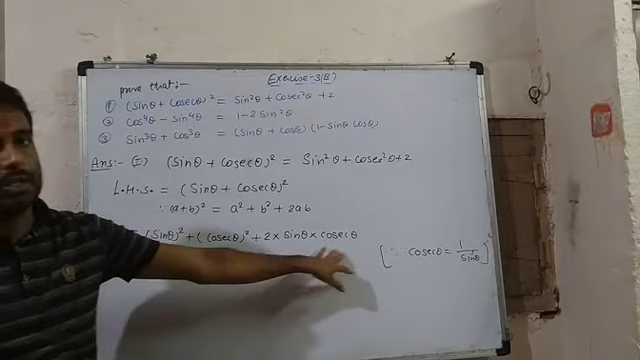 Exercise-3(B)
prove that:-
① (Sinθ + Cosecθ)² = Sin²θ + Cosec²θ + 2
② Cos⁴θ - Sin⁴θ = 1-2 Sin²θ
③ Sin³θ + Cos³θ = (Sinθ + Cosθ) (1-Sinθ Cosθ)
Ans:- (I) (Sinθ + Cosecθ)² = Sin²θ + Cosec²θ + 2
L.H.S. = (Sinθ + Cosecθ)²
∵ (a+b)² = a² + b² + 2ab
= (Sinθ)² + (Cosecθ)² + 2 × Sinθ × Cosecθ
[∵ Cosecθ = 1/Sinθ]